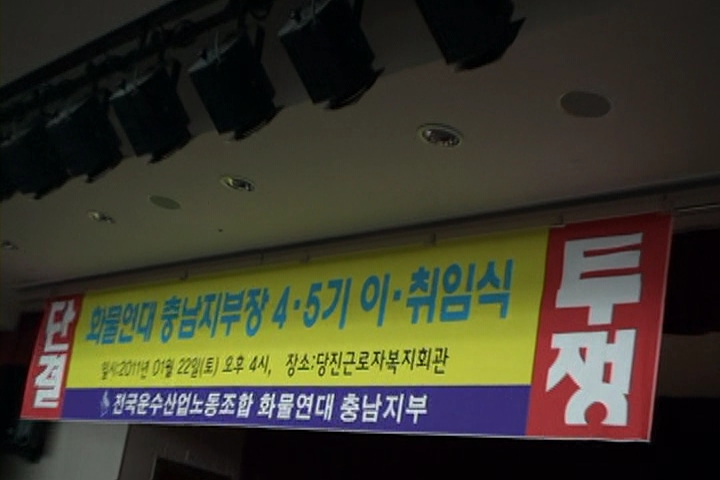 단결
화물연대 충남지부장 4·5기 이·취임식
일시:2011년 01월 22일(토) 오후 4시, 장소:당진근로자복지회관
전국운수산업노동조합 화물연대 충남지부
투쟁